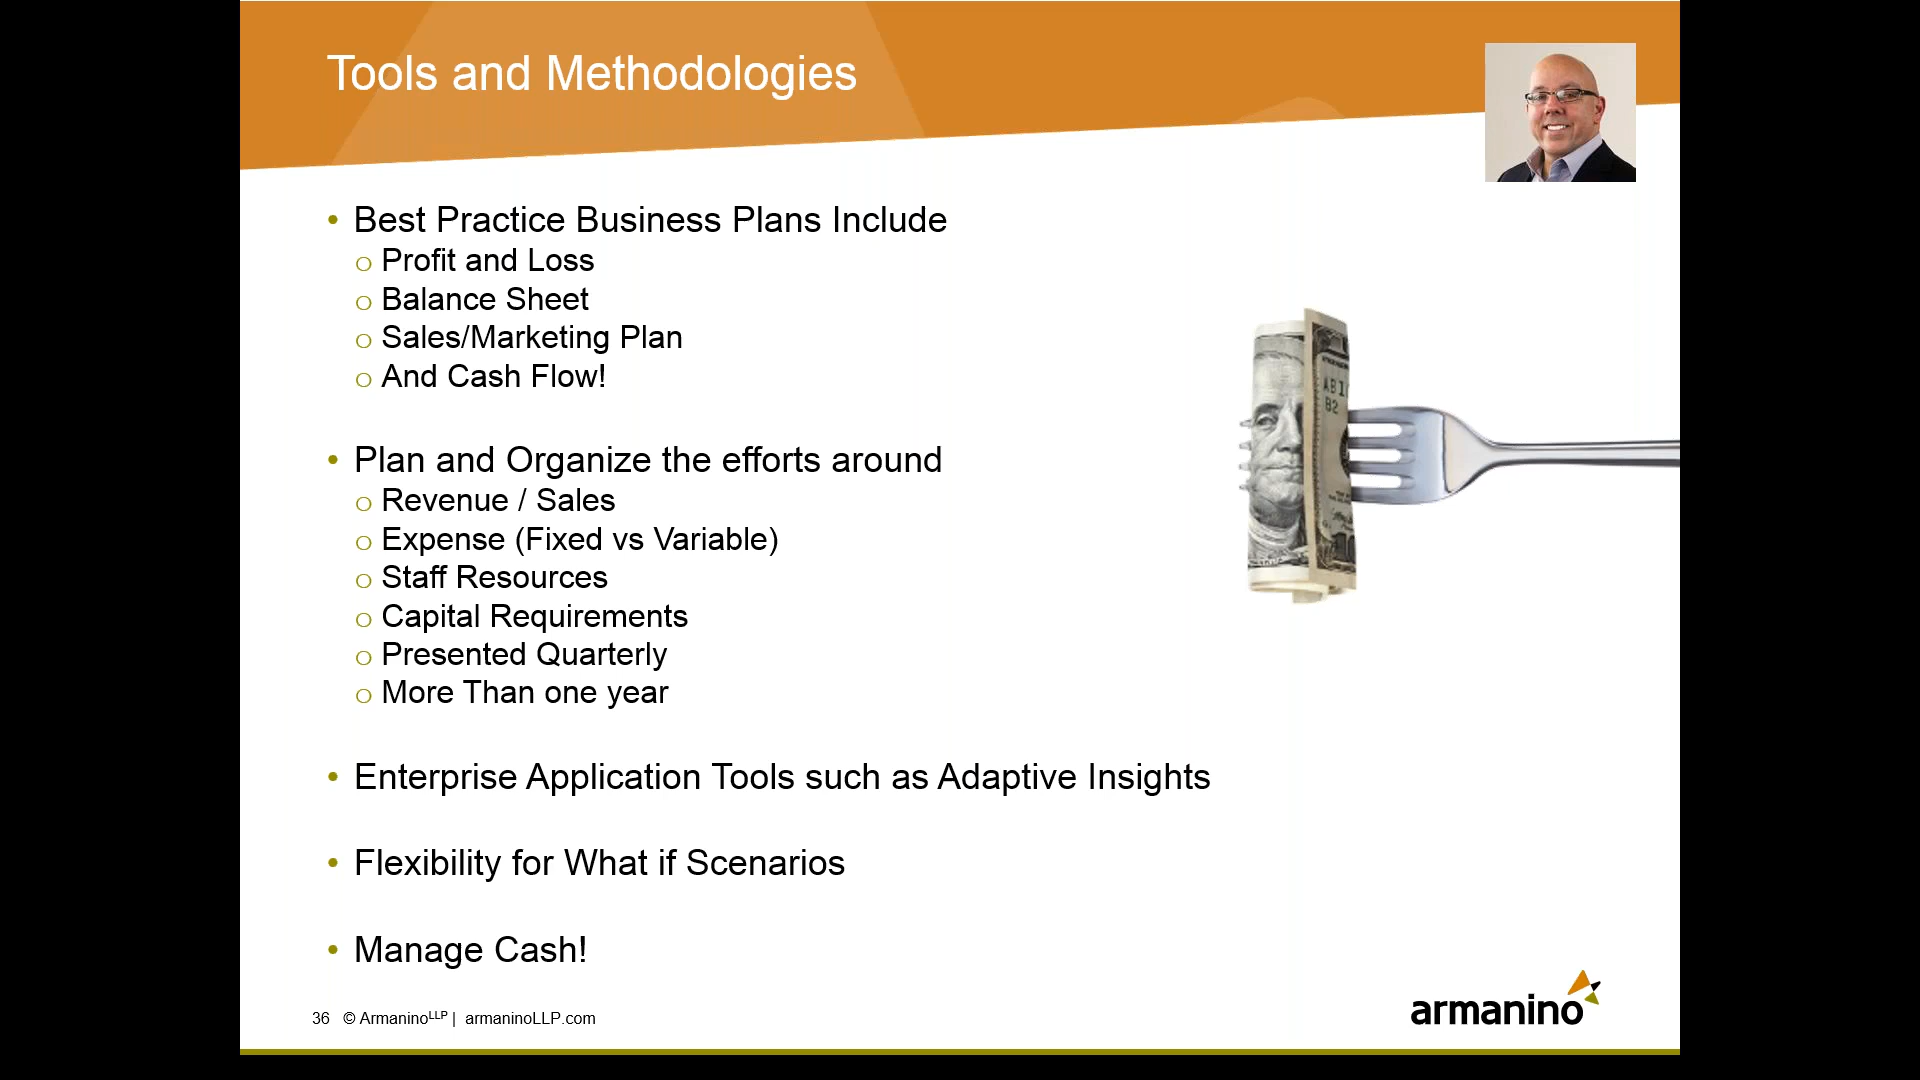 Tools and Methodologies
• Best Practice Business Plans Include
o Profit and Loss
o Balance Sheet
o Sales/Marketing Plan
o And Cash Flow!
• Plan and Organize the efforts around
o Revenue / Sales
o Expense (Fixed vs Variable)
o Staff Resources
o Capital Requirements
o Presented Quarterly
o More Than one year
• Enterprise Application Tools such as Adaptive Insights
• Flexibility for What if Scenarios
• Manage Cash!
AB
B2
36 © ArmaninoLLP | armaninoLLP.com
armanino